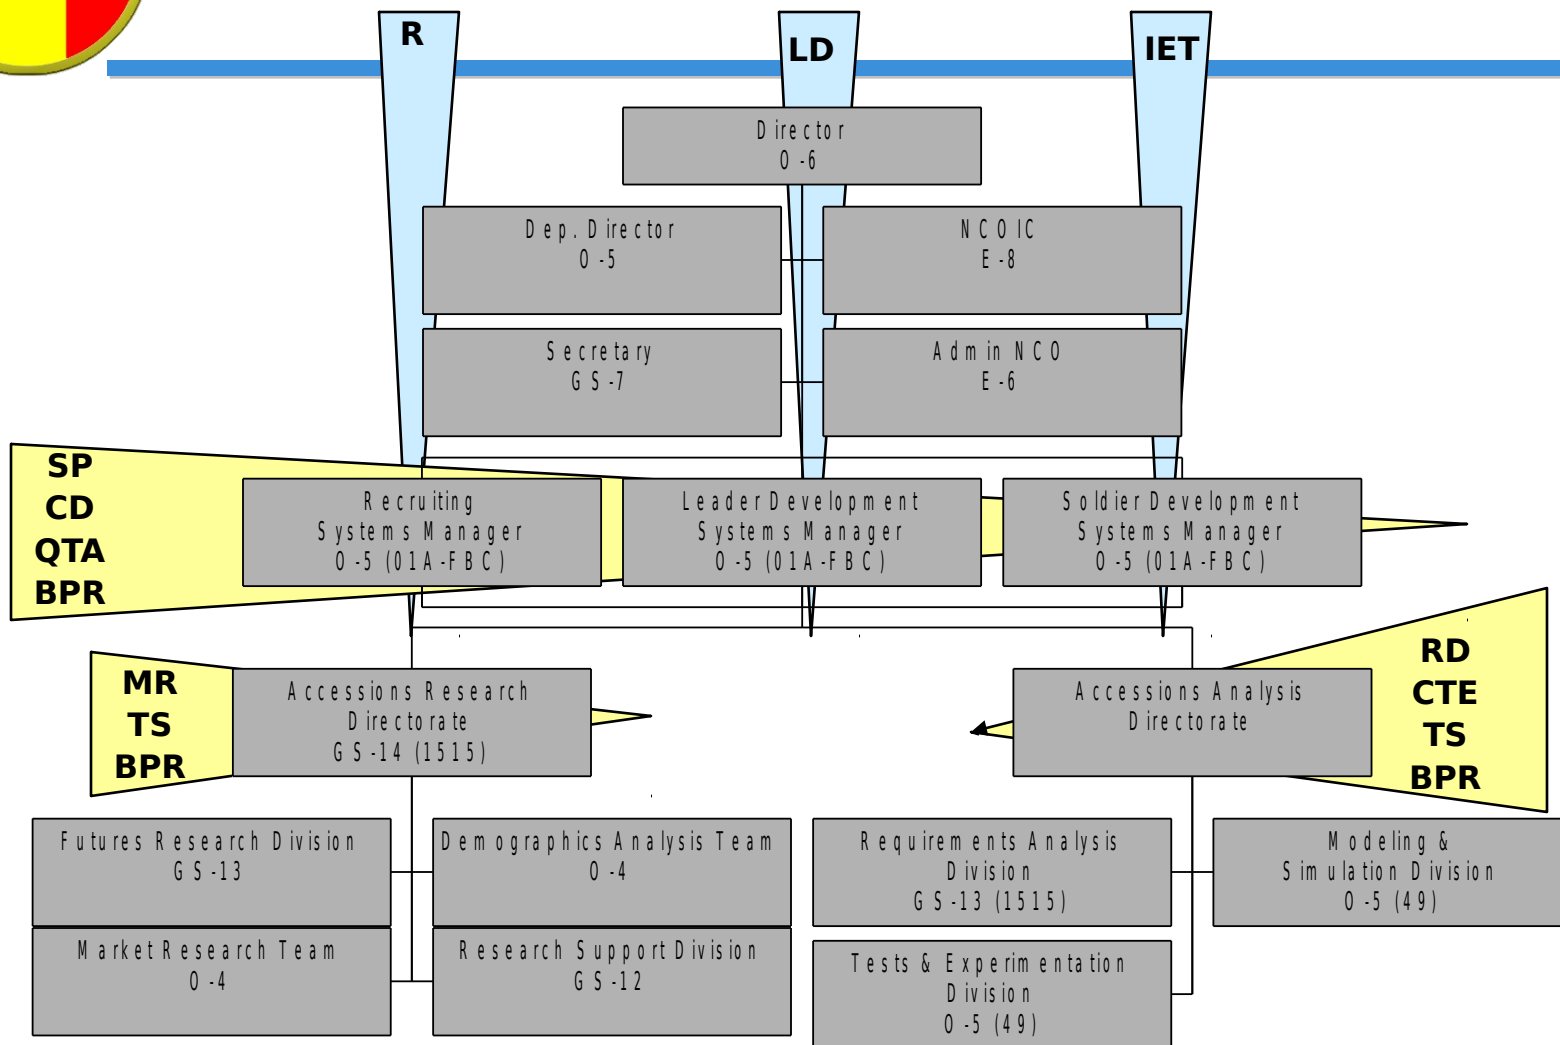 R
LD
IET
Director
O-6
Dep. Director
O-5
NCOIC
E-8
Secretary
GS-7
Admin NCO
E-6
SP
CD
QTA
BPR
Recruiting
Systems Manager
O-5 (01A-FBC)
Leader Development
Systems Manager
O-5 (01A-FBC)
Soldier Development
Systems Manager
O-5 (01A-FBC)
MR
TS
BPR
Accessions Research
Directorate
GS-14 (1515)
Accessions Analysis
Directorate
RD
CTE
TS
BPR
Futures Research Division
GS-13
Demographics Analysis Team
O-4
Requirements Analysis
Division
GS-13 (1515)
Modeling &
Simulation Division
O-5 (49)
Market Research Team
O-4
Research Support Division
GS-12
Tests & Experimentation
Division
O-5 (49)